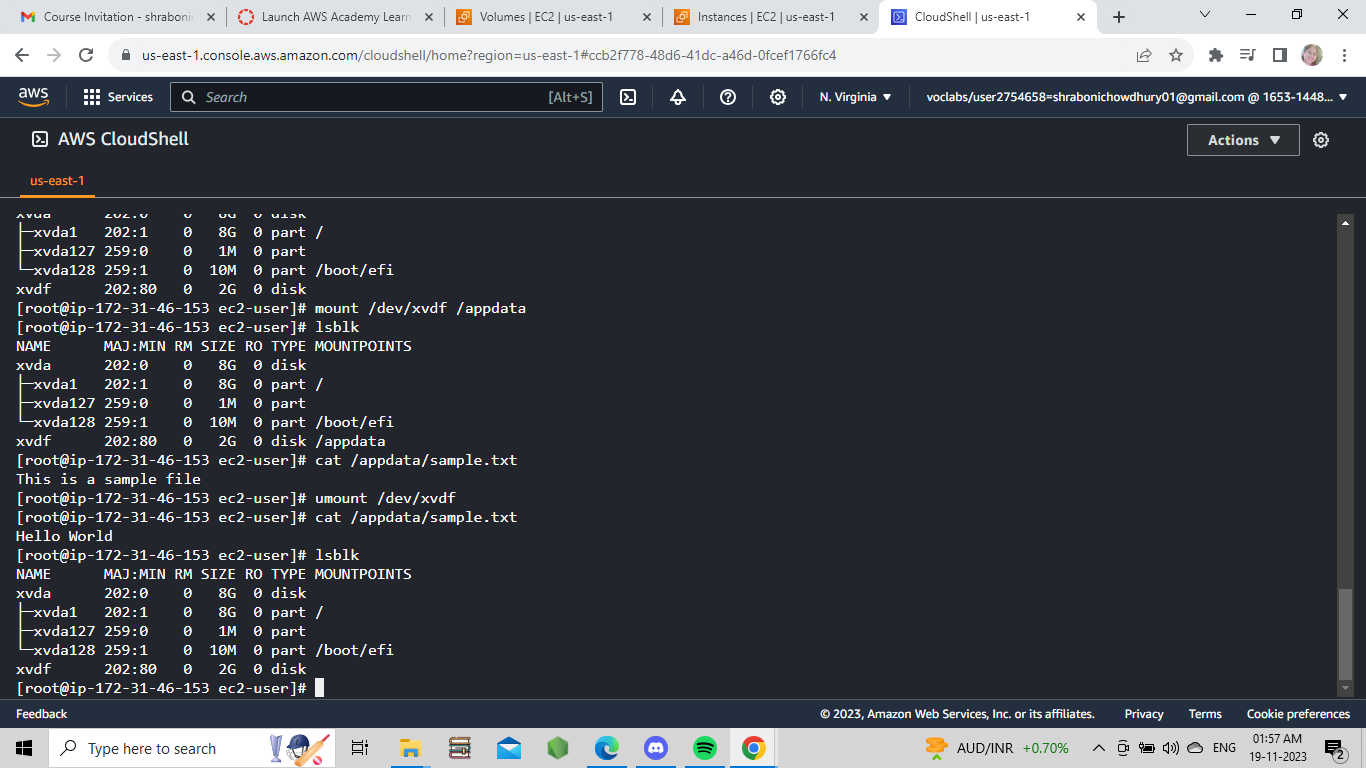 Course Invitation - shraboni
Launch AWS Academy Learn
Volumes | EC2 | us-east-1
Instances | EC2 | us-east-1
CloudShell | us-east-1
us-east-1.console.aws.amazon.com/cloudshell/home?region=us-east-1#ccb2f778-48d6-41dc-a46d-0fcef1766fc4
aws
Services
Search
[Alt+S]
N. Virginia
voclabs/user2754658=shrabonichowdhury01@gmail.com @ 1653-1448...
AWS CloudShell
Actions
us-east-1
xvda      202:0    0   8G  0 disk
├─xvda1   202:1    0   8G  0 part /
├─xvda127 259:0    0   1M  0 part
└─xvda128 259:1    0  10M  0 part /boot/efi
xvdf      202:80   0   2G  0 disk
[root@ip-172-31-46-153 ec2-user]# mount /dev/xvdf /appdata
[root@ip-172-31-46-153 ec2-user]# lsblk
NAME      MAJ:MIN RM SIZE RO TYPE MOUNTPOINTS
xvda      202:0    0   8G  0 disk
├─xvda1   202:1    0   8G  0 part /
├─xvda127 259:0    0   1M  0 part
└─xvda128 259:1    0  10M  0 part /boot/efi
xvdf      202:80   0   2G  0 disk /appdata
[root@ip-172-31-46-153 ec2-user]# cat /appdata/sample.txt
This is a sample file
[root@ip-172-31-46-153 ec2-user]# umount /dev/xvdf
[root@ip-172-31-46-153 ec2-user]# cat /appdata/sample.txt
Hello World
[root@ip-172-31-46-153 ec2-user]# lsblk
NAME      MAJ:MIN RM SIZE RO TYPE MOUNTPOINTS
xvda      202:0    0   8G  0 disk
├─xvda1   202:1    0   8G  0 part /
├─xvda127 259:0    0   1M  0 part
└─xvda128 259:1    0  10M  0 part /boot/efi
xvdf      202:80   0   2G  0 disk
[root@ip-172-31-46-153 ec2-user]#
Feedback
© 2023, Amazon Web Services, Inc. or its affiliates.
Privacy
Terms
Cookie preferences
Type here to search
AUD/INR +0.70%
ENG
01:57 AM
19-11-2023
2